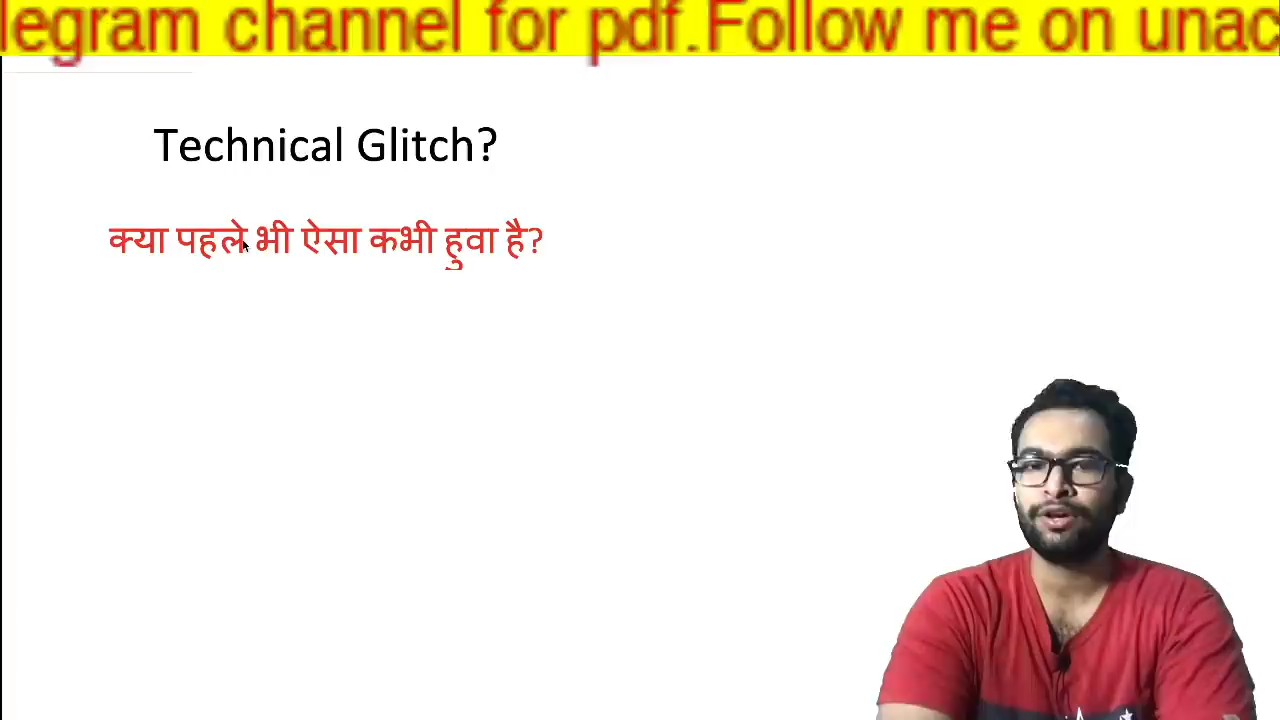 legram channel for pdf.Follow me on unac
Technical Glitch?
क्या पहले भी ऐसा कभी हुवा है?